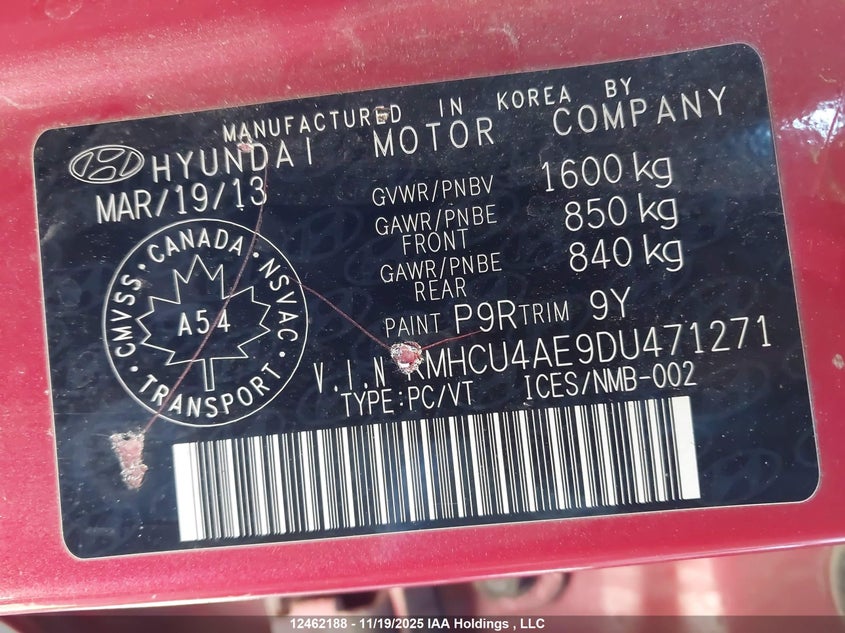 MANUFACTURED IN KOREA BY
HYUNDAI MOTOR COMPANY
MAR/19/13
GVWR/PNBV 1600 kg
GAWR/PNBE FRONT 850 kg
GAWR/PNBE REAR 840 kg
CMVSS · CANADA · NSVAC · TRANSPORT ·
A54
PAINT P9R TRIM 9Y
V.I.N KMHCU4AE9DU471271
TYPE:PC/VT ICES/NMB-002
12462188 - 11/19/2025 IAA Holdings , LLC